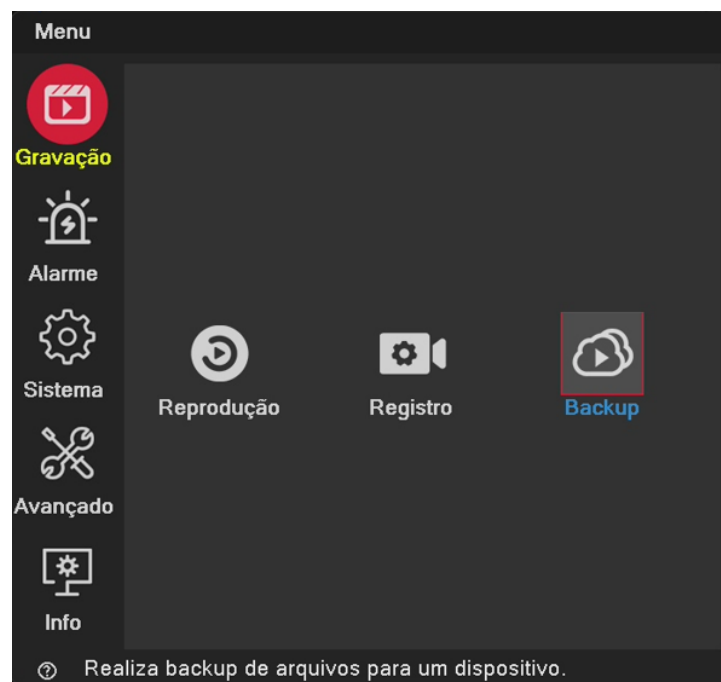 Menu
Gravação
Alarme
Sistema
Avançado
Info
Reprodução
Registro
Backup
Realiza backup de arquivos para um dispositivo.